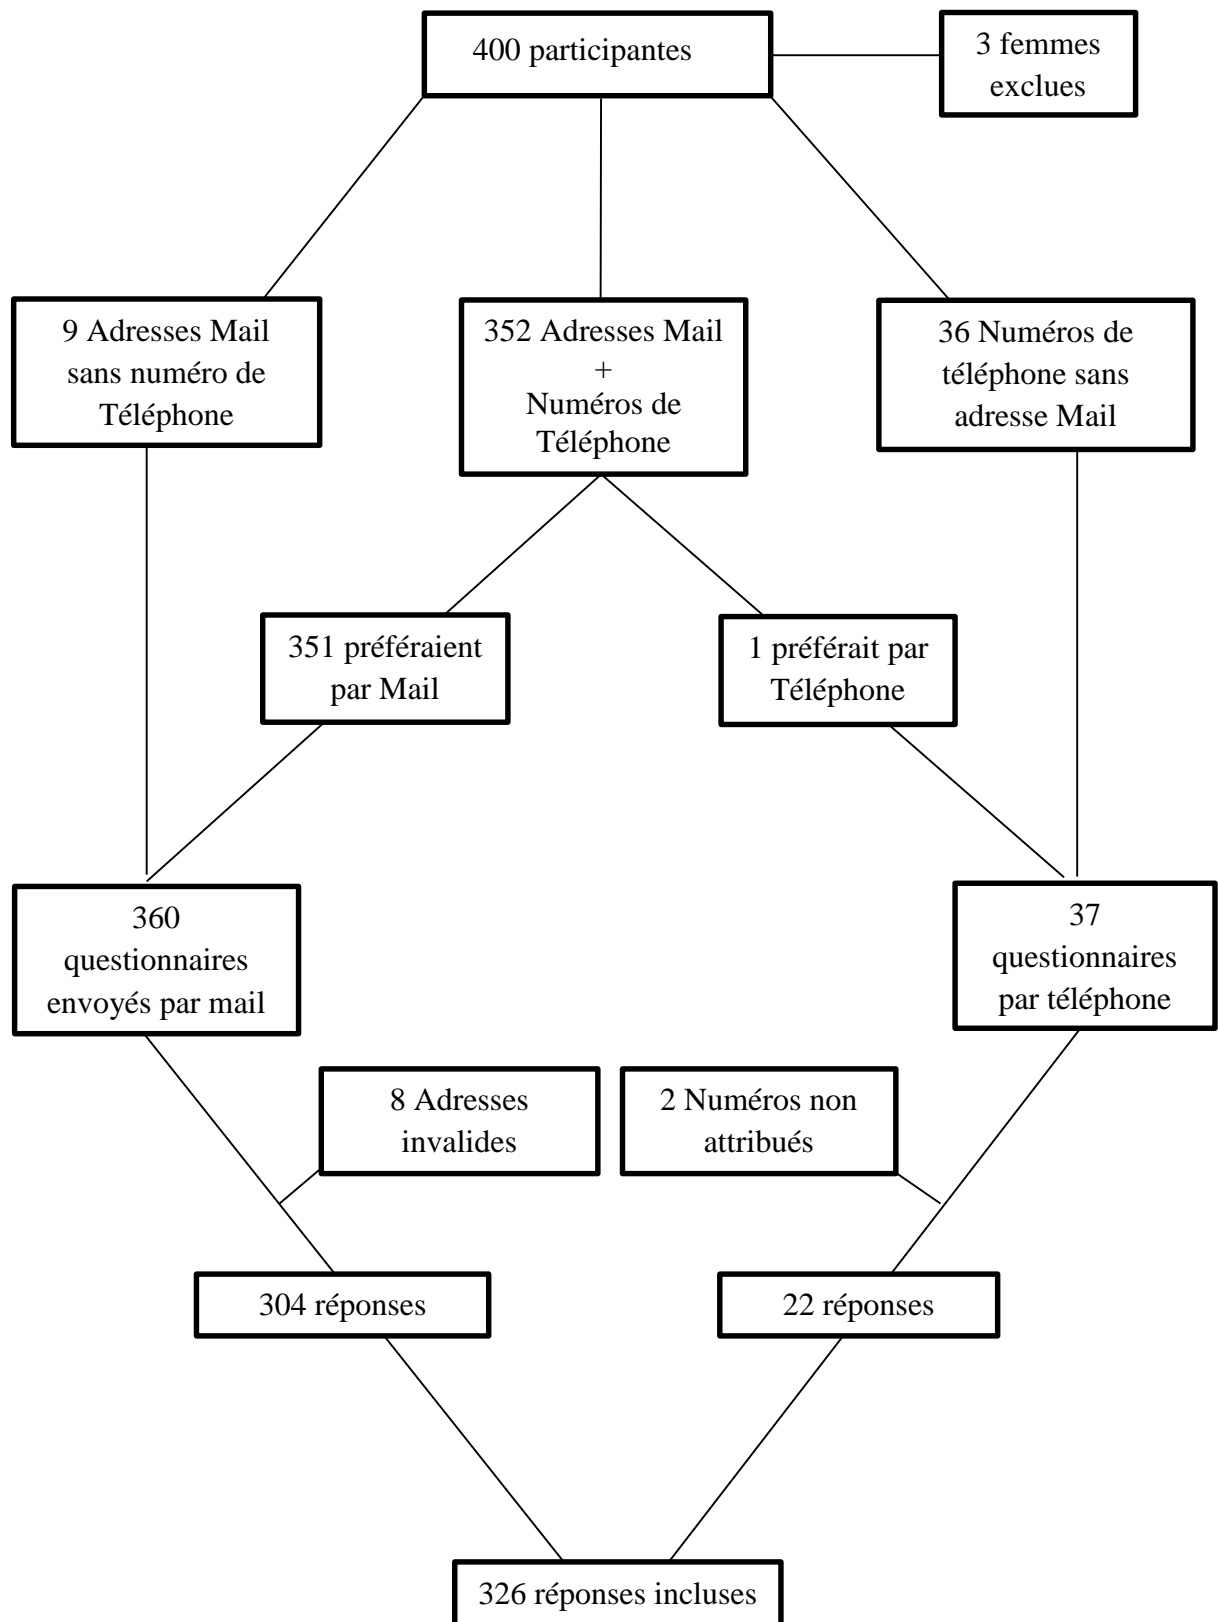 400 participantes
3 femmes
exclues
9 Adresses Mail
sans numéro de
Téléphone
352 Adresses Mail
+
Numéros de
Téléphone
36 Numéros de
téléphone sans
adresse Mail
351 préféraient
par Mail
1 préférait par
Téléphone
360
questionnaires
envoyés par mail
37
questionnaires
par téléphone
8 Adresses
invalides
2 Numéros non
attribués
304 réponses
22 réponses
326 réponses incluses